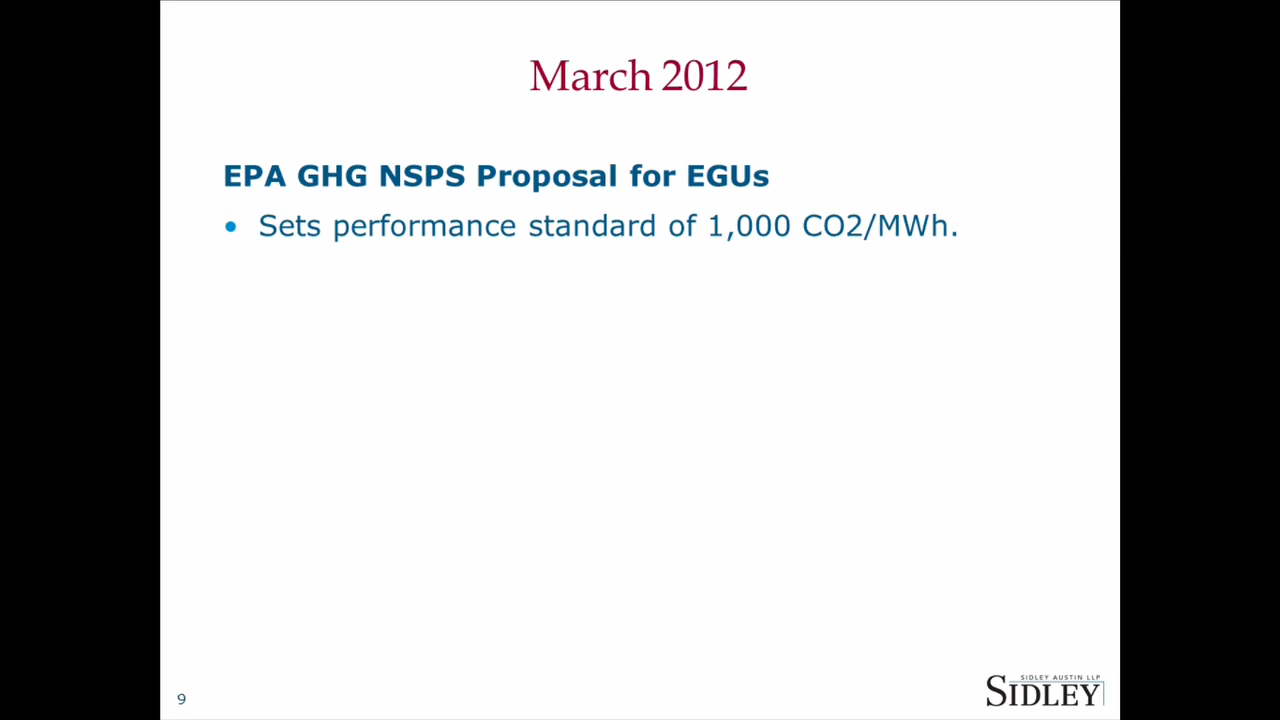 March 2012
EPA GHG NSPS Proposal for EGUs
• Sets performance standard of 1,000 CO2/MWh.
9
SIDLEY AUSTIN LLP
SIDLEY